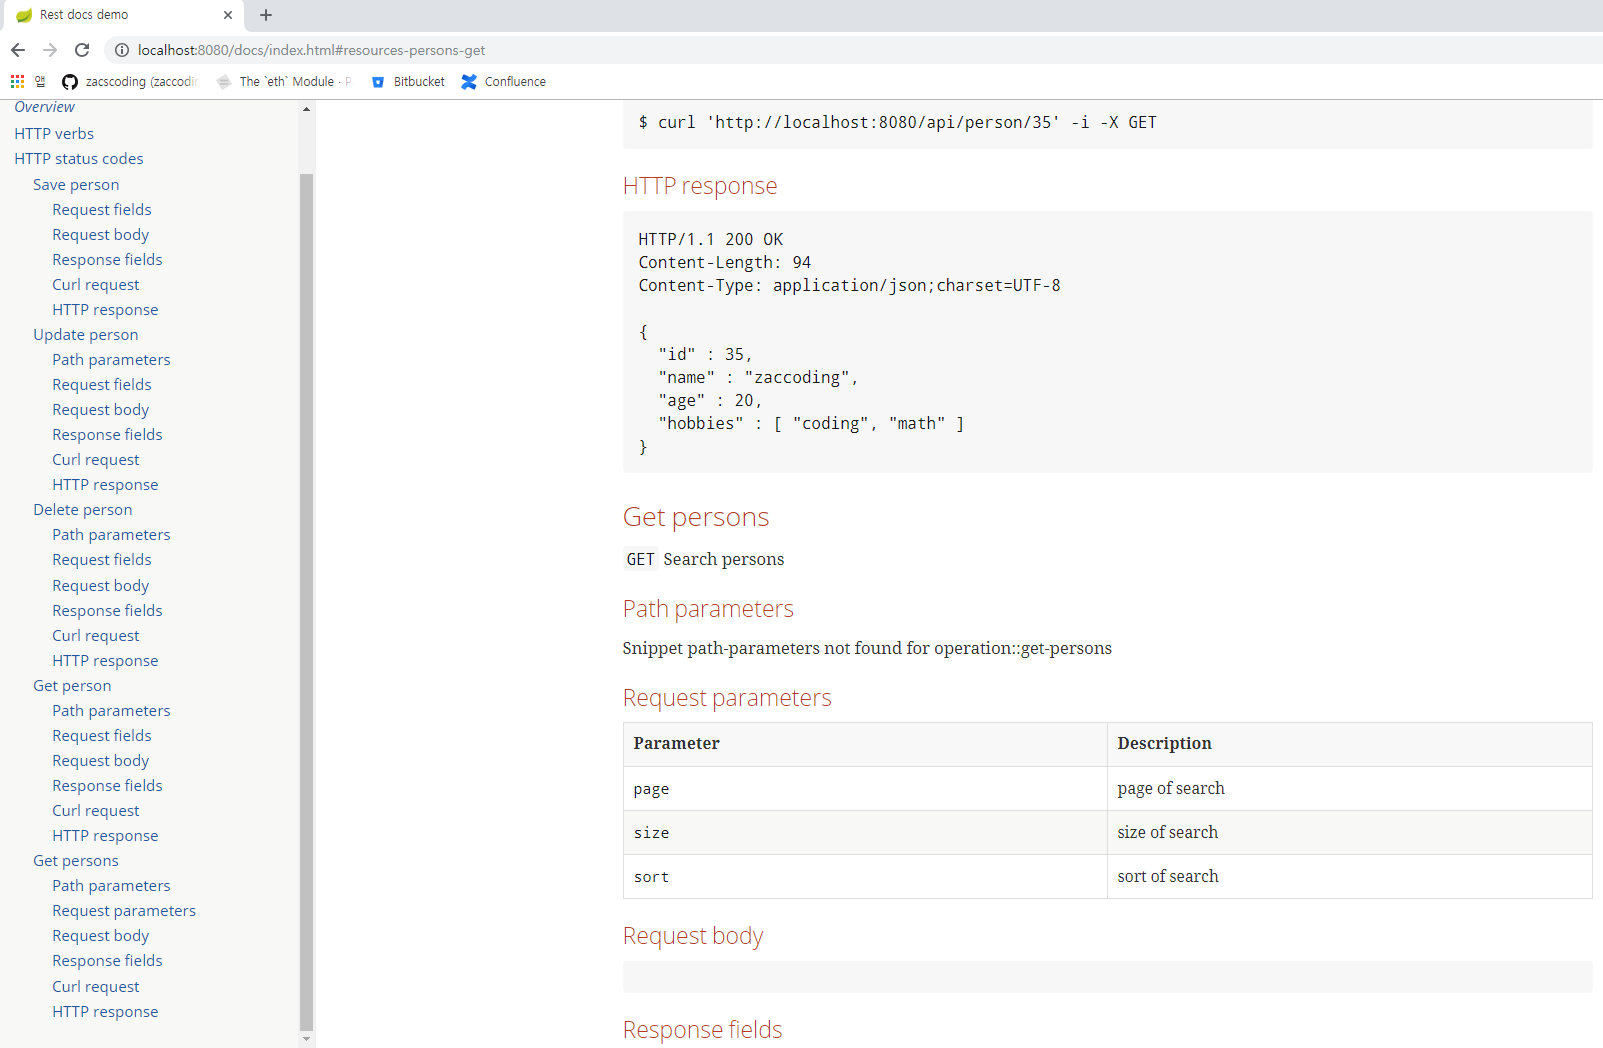 Rest docs demo
localhost:8080/docs/index.html#resources-persons-get
앱
zacscoding (zaccodin
The `eth` Module · P
Bitbucket
Confluence
Overview
HTTP verbs
HTTP status codes
Save person
Request fields
Request body
Response fields
Curl request
HTTP response
Update person
Path parameters
Request fields
Request body
Response fields
Curl request
HTTP response
Delete person
Path parameters
Request fields
Request body
Response fields
Curl request
HTTP response
Get person
Path parameters
Request fields
Request body
Response fields
Curl request
HTTP response
Get persons
Path parameters
Request parameters
Request body
Response fields
Curl request
HTTP response
$ curl 'http://localhost:8080/api/person/35' -i -X GET
HTTP response
HTTP/1.1 200 OK
Content-Length: 94
Content-Type: application/json;charset=UTF-8
{
"id" : 35,
"name" : "zaccoding",
"age" : 20,
"hobbies" : [ "coding", "math" ]
}
Get persons
GET Search persons
Path parameters
Snippet path-parameters not found for operation::get-persons
Request parameters
Parameter Description
page page of search
size size of search
sort sort of search
Request body
Response fields